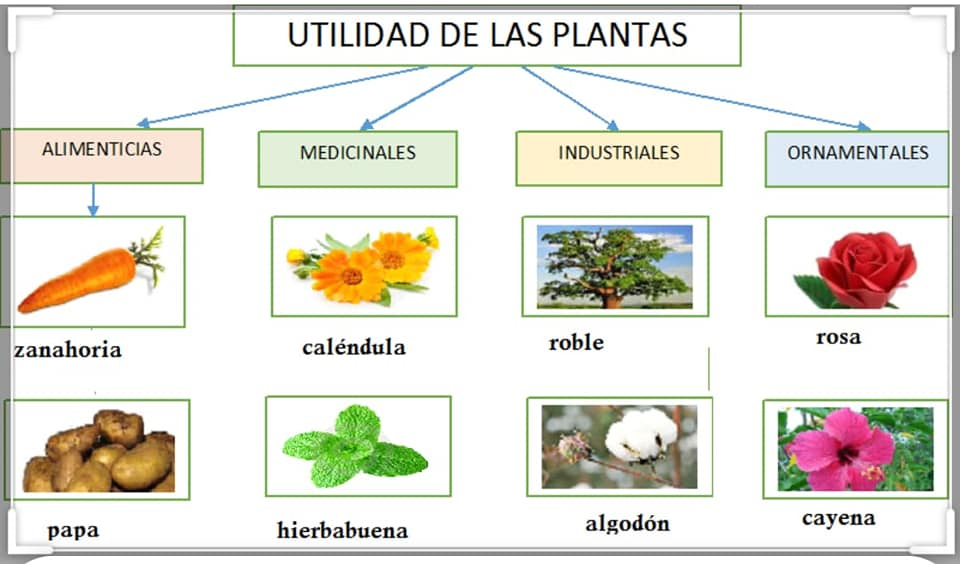 UTILIDAD DE LAS PLANTAS
ALIMENTICIAS
MEDICINALES
INDUSTRIALES
ORNAMENTALES
zanahoria
caléndula
roble
rosa
papa
hierbabuena
algodón
cayena